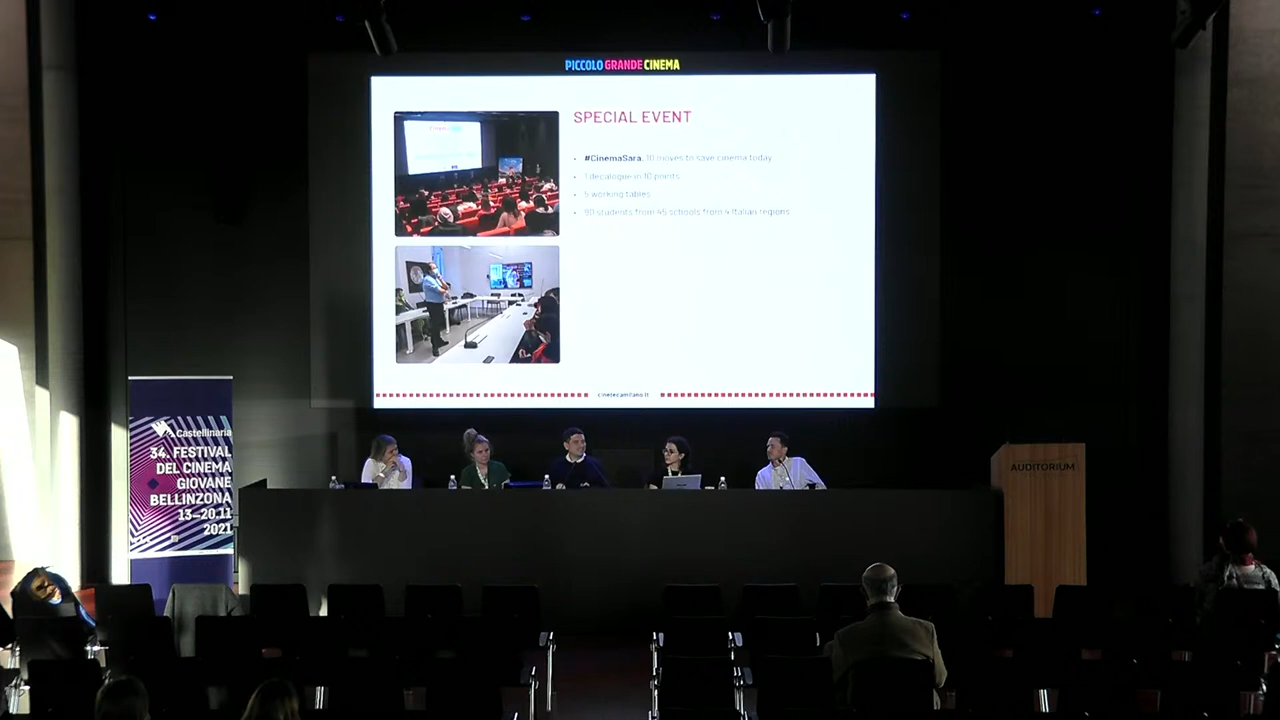 PICCOLO GRANDE CINEMA
SPECIAL EVENT
• #CinemaSarà, 10 moves to save cinema today
• 1 decalogue in 10 points
• 5 working tables
• 90 students from 45 schools from 4 Italian regions
cinetecamilano.it
Castellinaria
34. FESTIVAL
DEL CINEMA
GIOVANE
BELLINZONA
13–20.11
2021
AUDITORIUM